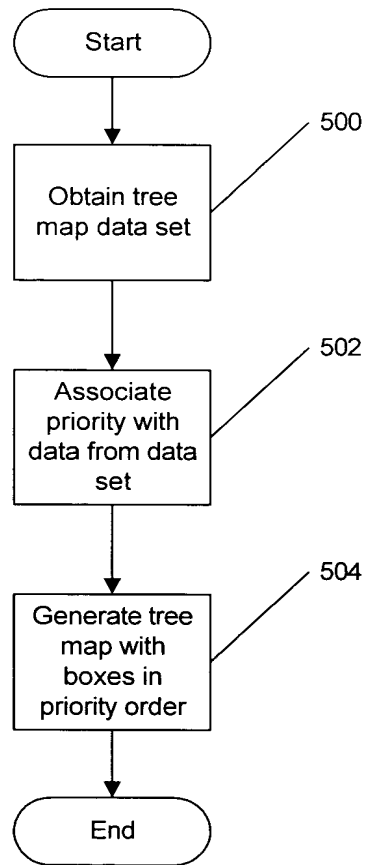 Start
500
Obtain tree
map data set
502
Associate
priority with
data from data
set
504
Generate tree
map with
boxes in
priority order
End